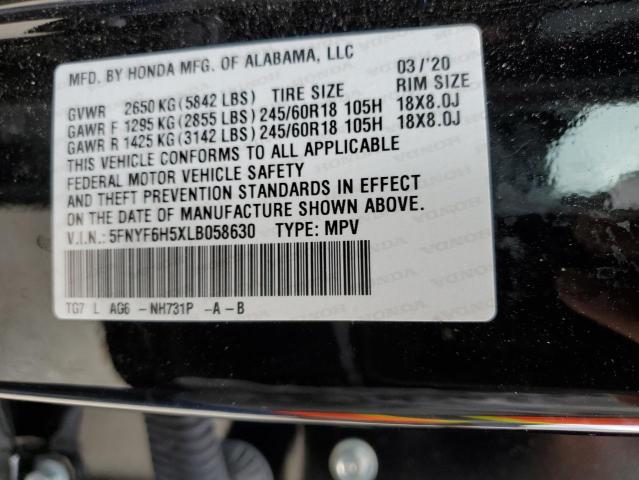 MFD. BY HONDA MFG. OF ALABAMA, LLC 03/'20
GVWR 2650 KG (5842 LBS) TIRE SIZE RIM SIZE
GAWR F 1295 KG (2855 LBS) 245/60R18 105H 18X8.0J
GAWR R 1425 KG (3142 LBS) 245/60R18 105H 18X8.0J
THIS VEHICLE CONFORMS TO ALL APPLICABLE
FEDERAL MOTOR VEHICLE SAFETY
AND THEFT PREVENTION STANDARDS IN EFFECT
ON THE DATE OF MANUFACTURE SHOWN ABOVE.
V.I.N.: 5FNYF6H5XLB058630 TYPE: MPV
TG7 L AG6 -NH731P -A-B